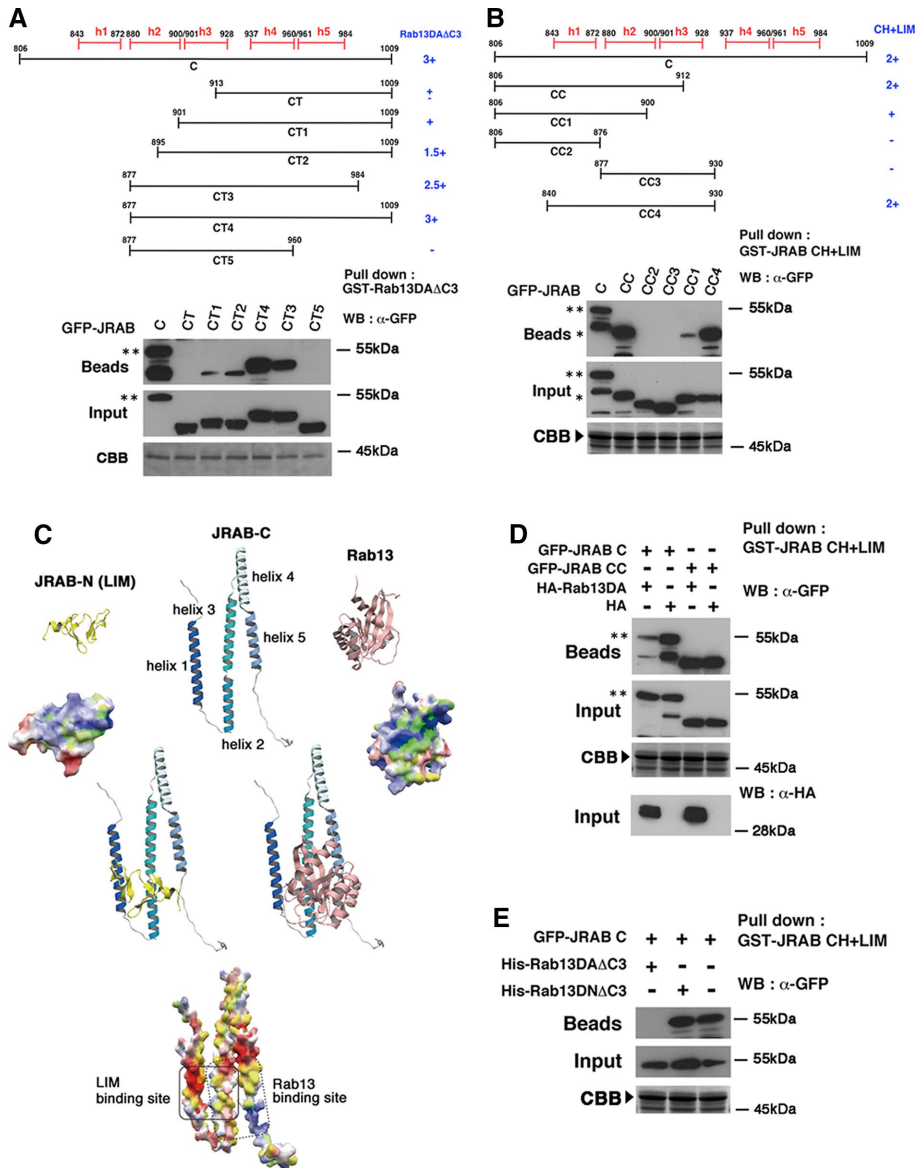 A
843 872 880 900/901 928 937 960 961 984
h1 h2 h3 h4 h5
Rab13DAΔC3
806 1009
C
3+
913 1009
CT
+
-
901 1009
CT1
+
895 1009
CT2
1.5+
877 984
CT3
2.5+
877 1009
CT4
3+
877 960
CT5
-
Pull down :
GST-Rab13DAΔC3
WB : α-GFP
GFP-JRAB C CT CT1 CT2 CT4 CT3 CT5
** Beads 55kDa
** Input 55kDa
CBB 45kDa
B
843 872 880 900/901 928 937 960/961 984
h1 h2 h3 h4 h5
CH+LIM
806 1009
C
2+
806 912
CC
2+
806 900
CC1
+
806 876
CC2
-
877 930
CC3
-
840 930
CC4
2+
Pull down :
GST-JRAB CH+LIM
WB : α-GFP
GFP-JRAB C CC CC2 CC3 CC1 CC4
** 55kDa
Beads *
** 55kDa
Input *
CBB 45kDa
C
JRAB-C
JRAB-N (LIM)
Rab13
helix 4
helix 3
helix 5
helix 1
helix 2
LIM
binding site
Rab13
binding site
D
Pull down :
GST-JRAB CH+LIM
WB : α-GFP
GFP-JRAB C + + - -
GFP-JRAB CC - - + +
HA-Rab13DA + - + -
HA - + - +
** 55kDa
Beads
** 55kDa
Input
CBB 45kDa
WB : α-HA
Input
28kDa
E
Pull down :
GST-JRAB CH+LIM
WB : α-GFP
GFP-JRAB C + + +
His-Rab13DAΔC3 + - -
His-Rab13DNΔC3 - + -
Beads 55kDa
Input 55kDa
CBB 45kDa